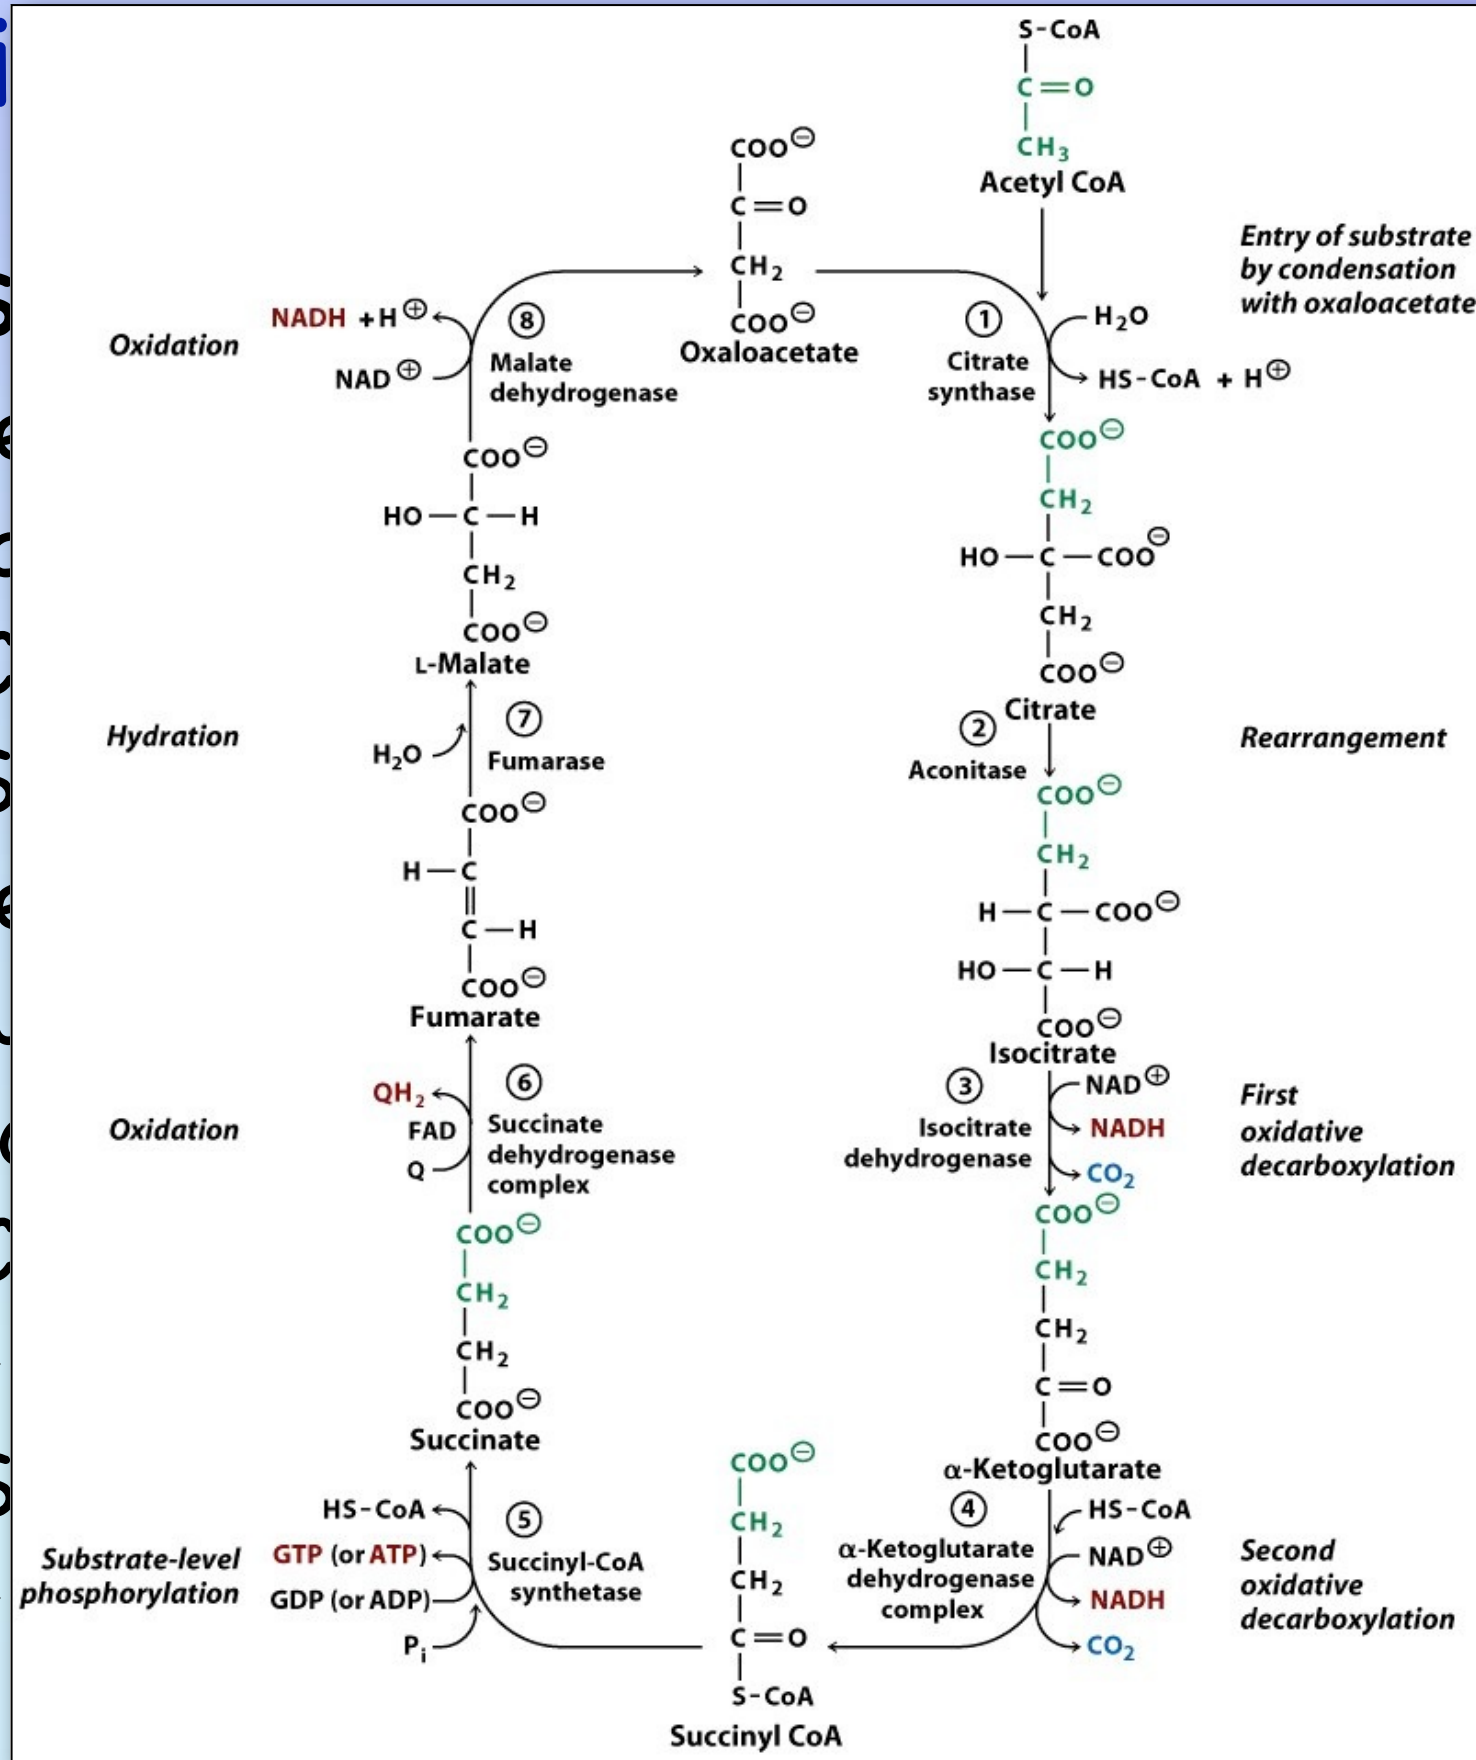 S-CoA
C=O
CH₃
Acetyl CoA
Entry of substrate
by condensation
with oxaloacetate
COO⊖
C=O
CH₂
COO⊖
Oxaloacetate
①
Citrate
synthase
H₂O
HS-CoA + H⊕
COO⊖
CH₂
HO—C—COO⊖
CH₂
COO⊖
Citrate
②
Aconitase
Rearrangement
COO⊖
CH₂
H—C—COO⊖
HO—C—H
COO⊖
Isocitrate
③
Isocitrate
dehydrogenase
NAD⊕
NADH
CO₂
First
oxidative
decarboxylation
COO⊖
CH₂
CH₂
C=O
COO⊖
α-Ketoglutarate
④
α-Ketoglutarate
dehydrogenase
complex
HS-CoA
NAD⊕
NADH
CO₂
Second
oxidative
decarboxylation
COO⊖
CH₂
CH₂
C=O
S-CoA
Succinyl CoA
⑤
Succinyl-CoA
synthetase
HS-CoA
GTP (or ATP)
GDP (or ADP)
Pᵢ
Substrate-level
phosphorylation
COO⊖
CH₂
CH₂
COO⊖
Succinate
⑥
Succinate
dehydrogenase
complex
QH₂
FAD
Q
Oxidation
COO⊖
H—C
C—H
COO⊖
Fumarate
⑦
Fumarase
H₂O
Hydration
COO⊖
HO—C—H
CH₂
COO⊖
L-Malate
⑧
Malate
dehydrogenase
NADH + H⊕
NAD⊕
Oxidation